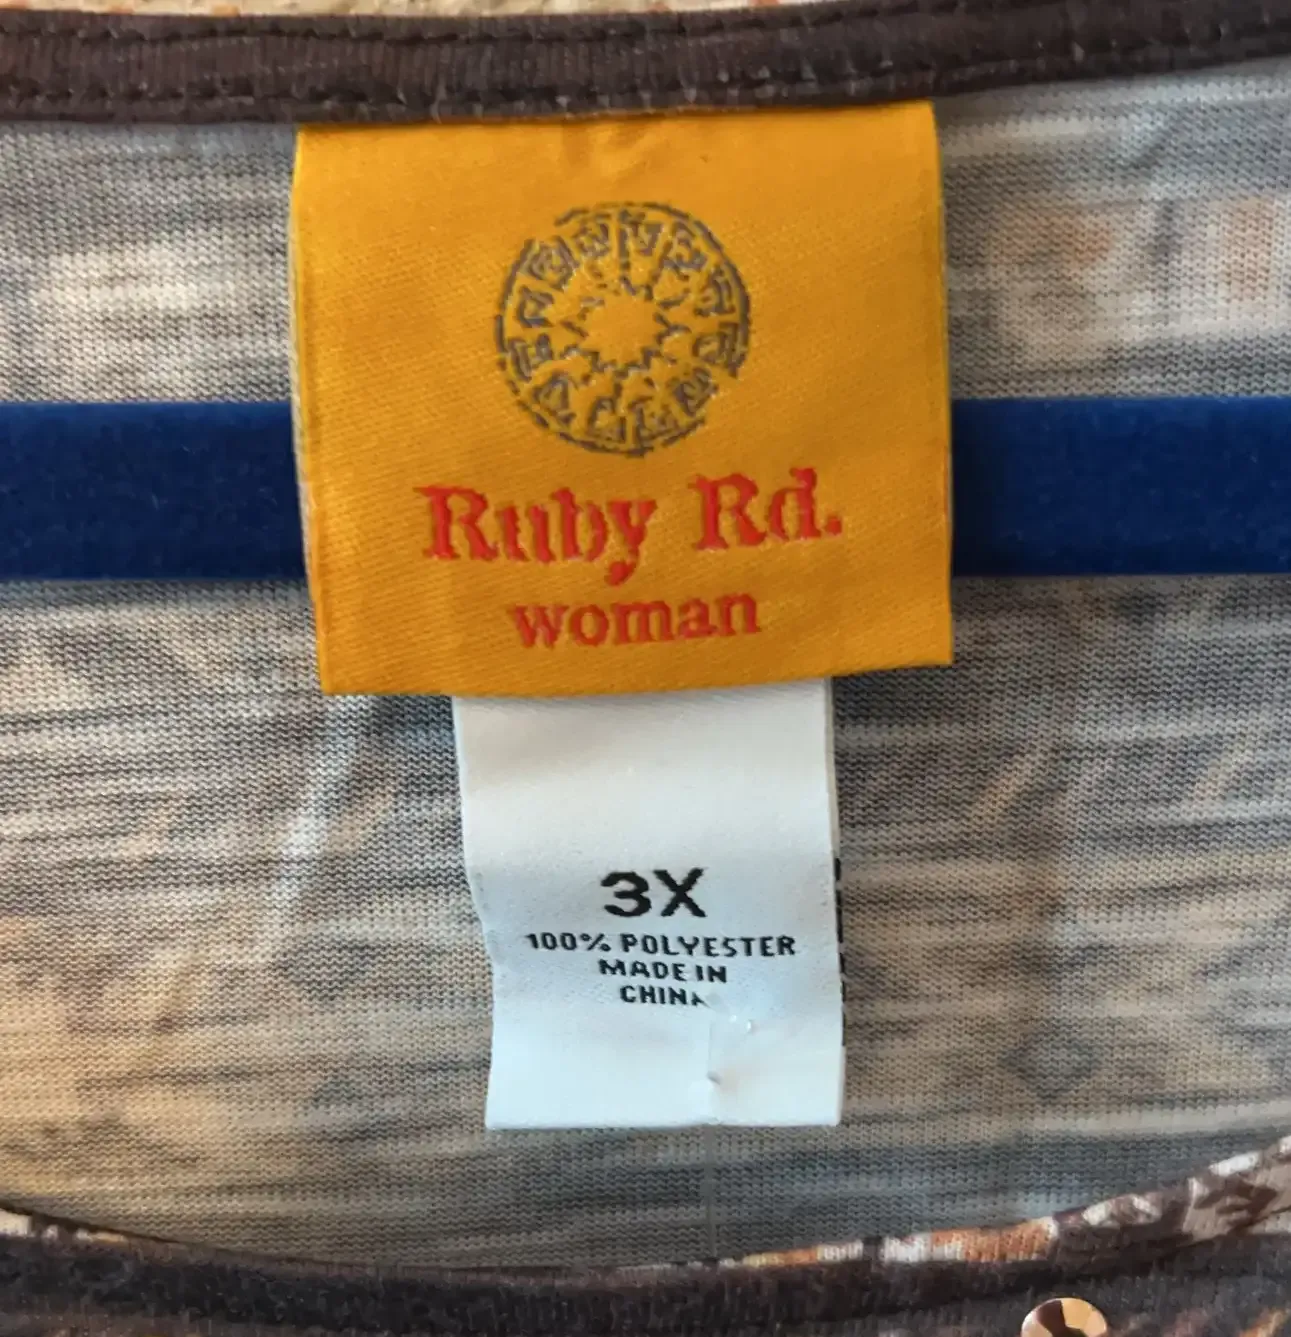 Ruby Rd.
woman
3X
100% POLYESTER
MADE IN
CHINA